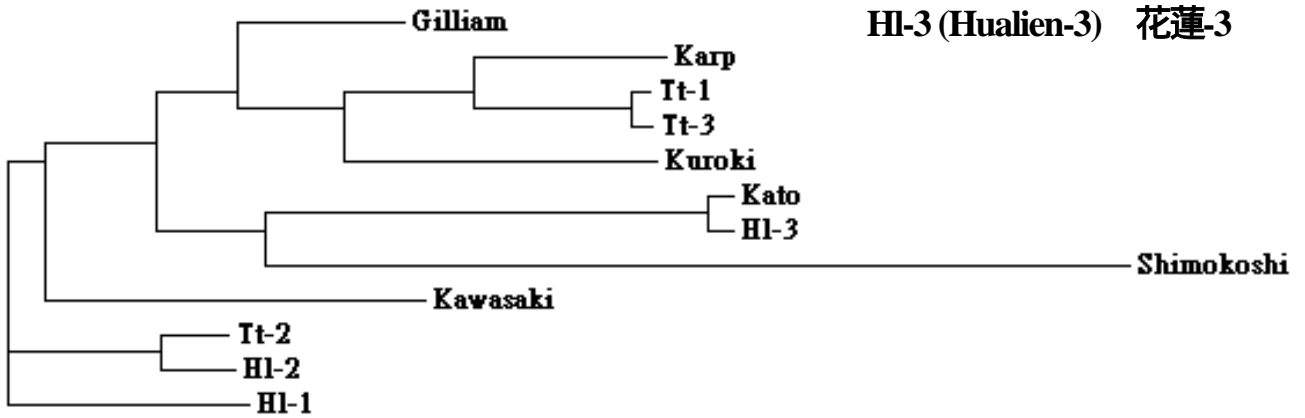 Gilliam
Hl-3 (Hualien-3) 花蓮-3
Karp
Tt-1
Tt-3
Kuroki
Kato
Hl-3
Shimokoshi
Kawasaki
Tt-2
Hl-2
Hl-1